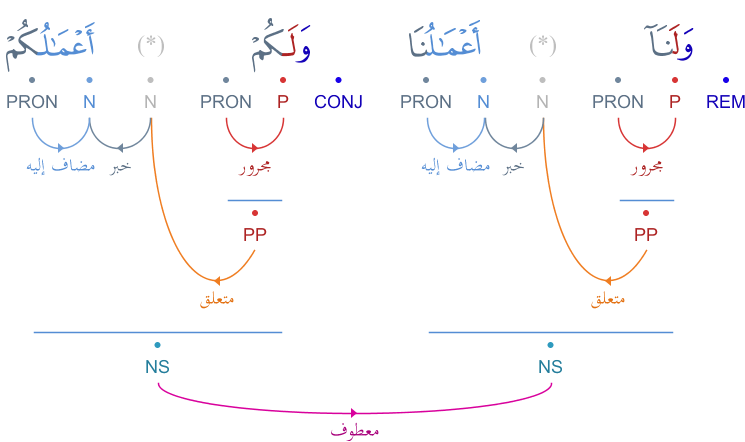 وَلَنَآ (*) أَعْمَـٰلُنَا وَلَكُمْ (*) أَعْمَـٰلُكُمْ
PRON N N PRON P CONJ PRON N N PRON P REM
مجرور خبر مضاف إليه مجرور خبر مضاف إليه
PP PP
متعلق متعلق
NS NS
معطوف